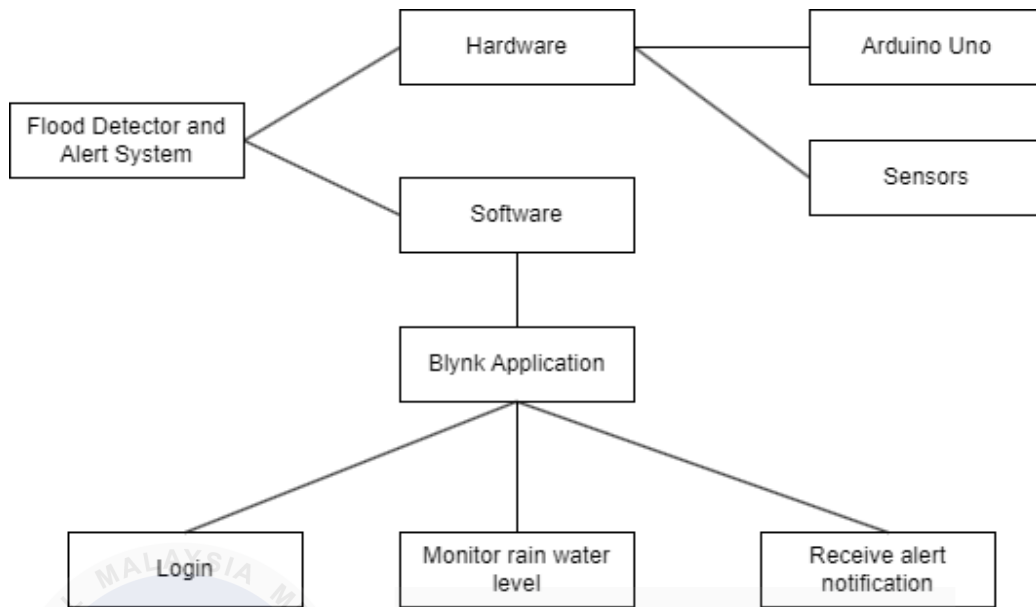 Hardware
Arduino Uno
Flood Detector and
Alert System
Sensors
Software
Blynk Application
Login
Monitor rain water
level
Receive alert
notification
MALAYSIA M